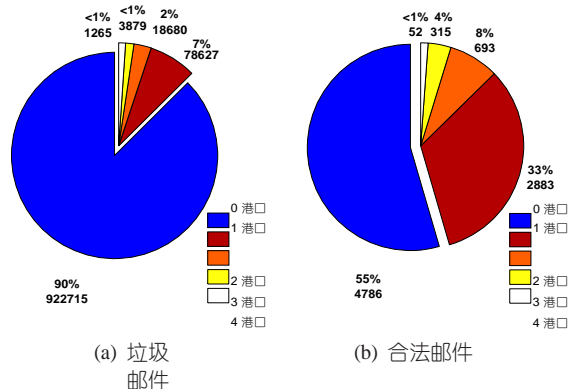 <1%
1265
<1%
3879
2%
18680
7%
78627
90%
922715
0 港口
1 港口
2 港口
3 港口
4 港口
(a) 垃圾
邮件
<1%
52
4%
315
8%
693
33%
2883
55%
4786
0 港口
1 港口
2 港口
3 港口
4 港口
(b) 合法邮件